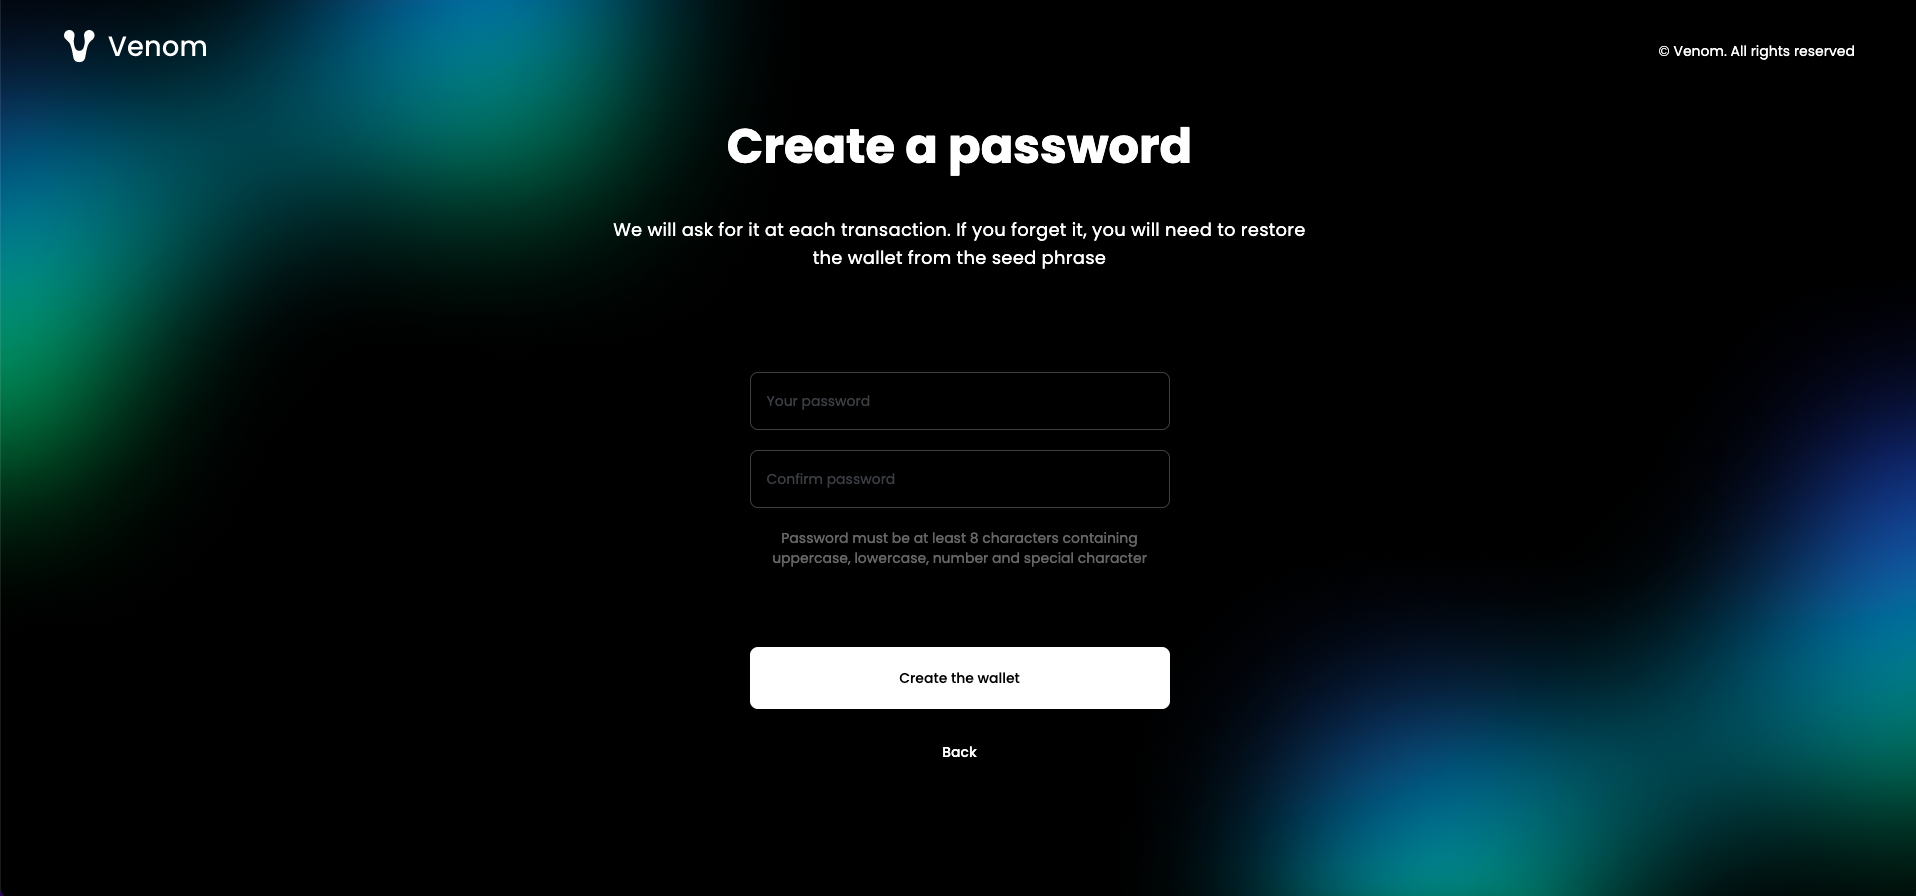 Venom
© Venom. All rights reserved
Create a password
We will ask for it at each transaction. If you forget it, you will need to restore
the wallet from the seed phrase
Your password
Confirm password
Password must be at least 8 characters containing
uppercase, lowercase, number and special character
Create the wallet
Back